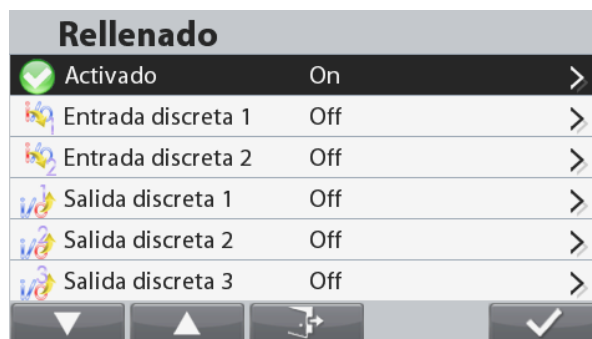 Rellenado
Activado On
Entrada discreta 1 Off
Entrada discreta 2 Off
Salida discreta 1 Off
Salida discreta 2 Off
Salida discreta 3 Off